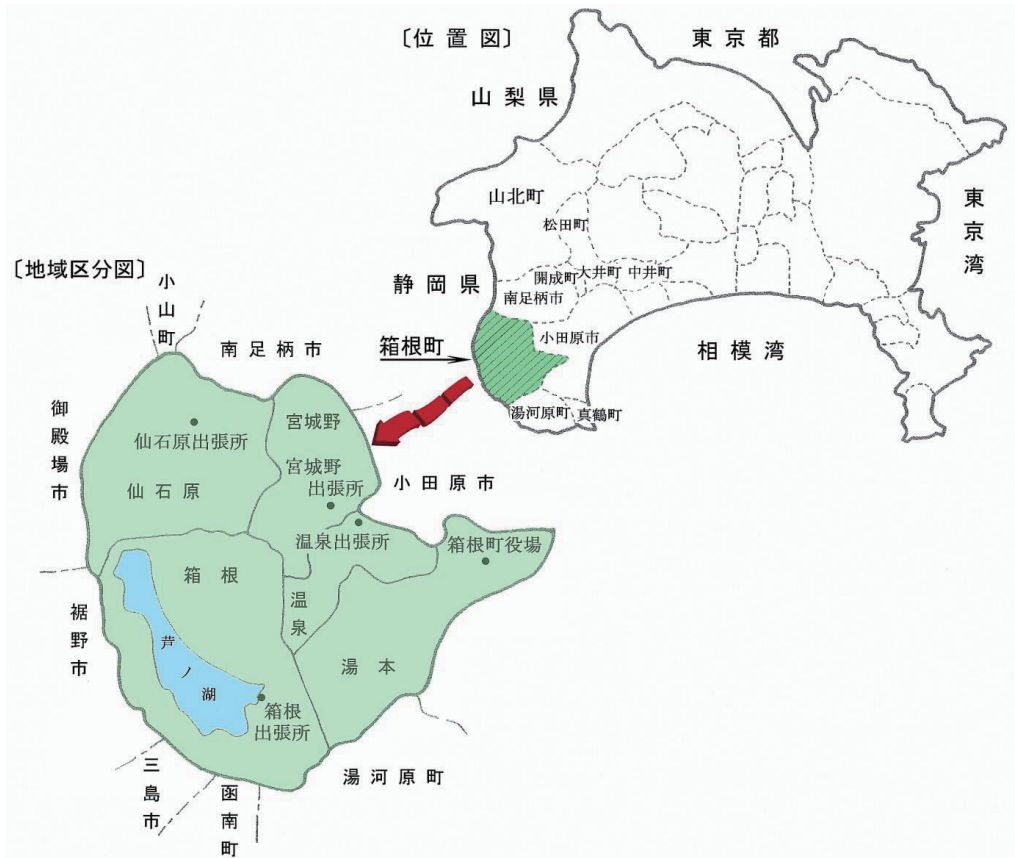 〔位置図〕
東京都
山梨県
山北町
松田町
東京湾
静岡県
開成町
大井町
中井町
南足柄市
小田原市
箱根町
相模湾
湯河原町
真鶴町
〔地域区分図〕
小山町
南足柄市
御殿場市
宮城野
仙石原出張所
宮城野
出張所
仙石原
小田原市
温泉出張所
箱根町役場
箱根
温泉
裾野市
芦ノ湖
湯本
箱根
出張所
湯河原町
三島市
函南町